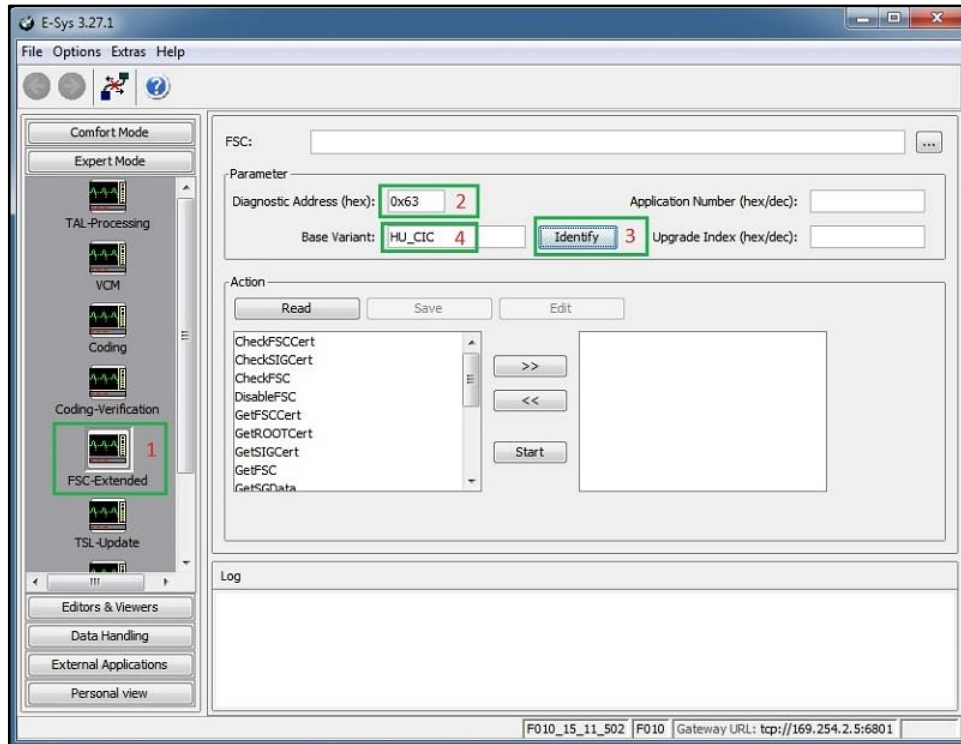 E-Sys 3.27.1
File Options Extras Help
Comfort Mode
Expert Mode
TAL-Processing
VCM
Coding
Coding-Verification
1
FSC-Extended
TSL-Update
Editors & Viewers
Data Handling
External Applications
Personal view
FSC:
...
Parameter
Diagnostic Address (hex): 0x63 2 Application Number (hex/dec):
Base Variant: HU_CIC 4 Identify 3 Upgrade Index (hex/dec):
Action
Read Save Edit
CheckFSCCert
CheckSIGCert
CheckFSC
DisableFSC
GetFSCCert
GetROOTCert
GetSIGCert
GetFSC
GetSGData
>>
<<
Start
Log
F010_15_11_502 F010 Gateway URL: tcp://169.254.2.5:6801